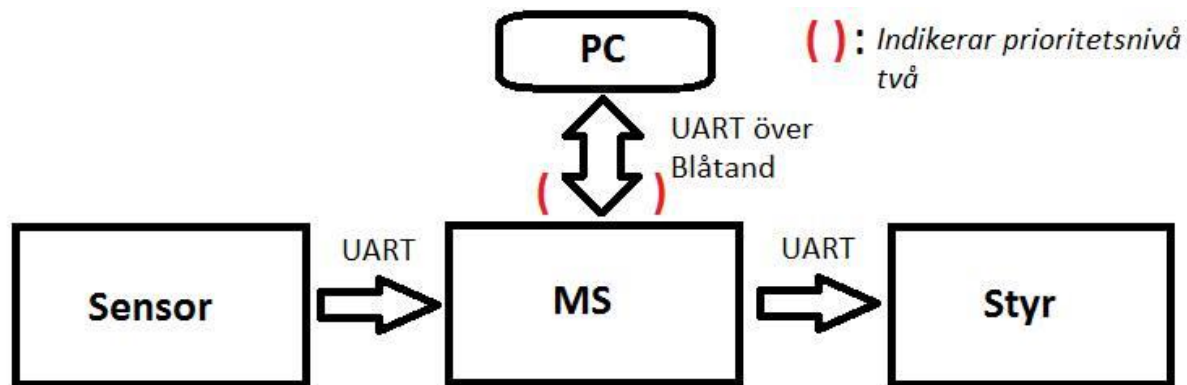 PC
( ) : Indikerar prioritetsnivå
två
UART över
Blåtand
( )
UART
UART
Sensor
MS
Styr